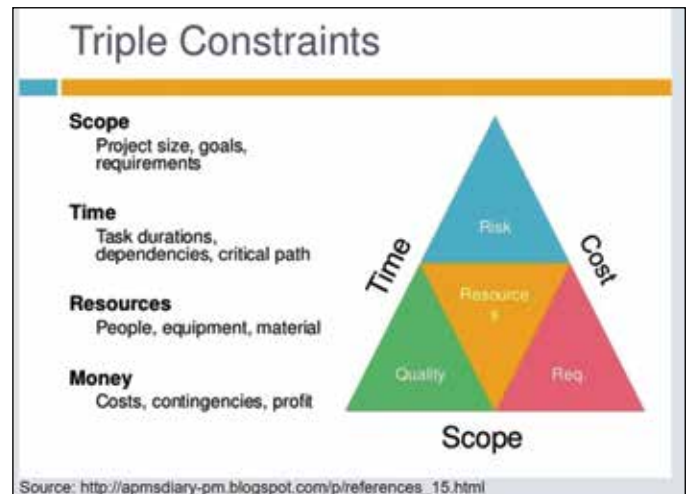 Triple Constraints
Scope
Project size, goals,
requirements
Time
Task durations,
dependencies, critical path
Resources
People, equipment, material
Money
Costs, contingencies, profit
Risk
Time
Cost
Resource
s
Quality
Req.
Scope
Source: http://apmsdiary-pm.blogspot.com/p/references_15.html